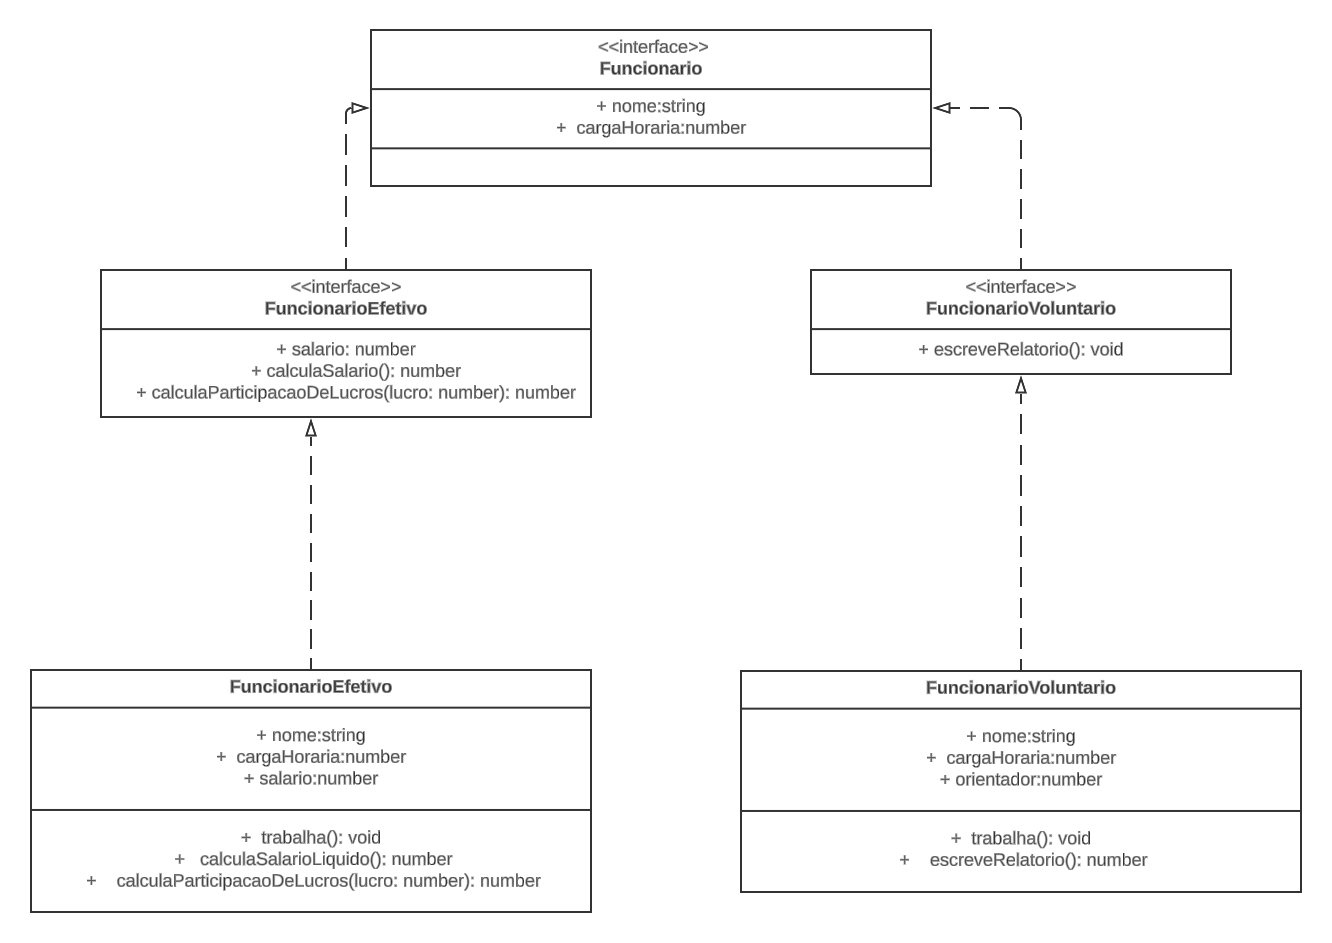 <<interface>>
Funcionario
+ nome:string
+ cargaHoraria:number
<<interface>>
FuncionarioEfetivo
+ salario: number
+ calculaSalario(): number
+ calculaParticipacaoDeLucros(lucro: number): number
<<interface>>
FuncionarioVoluntario
+ escreveRelatorio(): void
FuncionarioEfetivo
+ nome:string
+ cargaHoraria:number
+ salario:number
+ trabalha(): void
+ calculaSalarioLiquido(): number
+ calculaParticipacaoDeLucros(lucro: number): number
FuncionarioVoluntario
+ nome:string
+ cargaHoraria:number
+ orientador:number
+ trabalha(): void
+ escreveRelatorio(): number